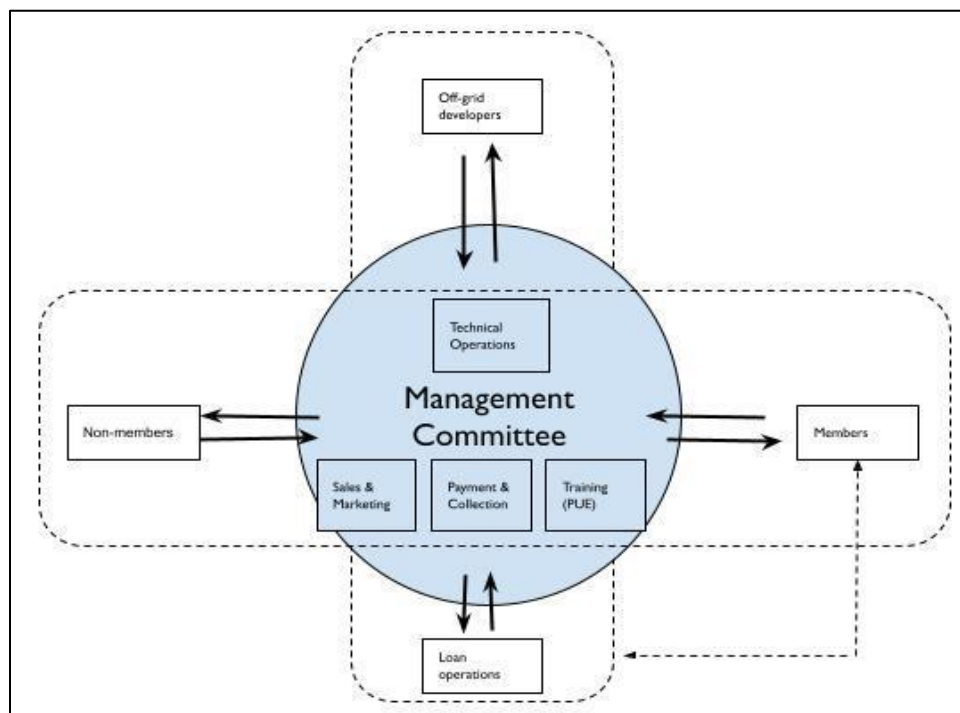 Off-grid
developers
Technical
Operations
Management
Committee
Non-members
Members
Sales &
Marketing
Payment &
Collection
Training
(PUE)
Loan
operations